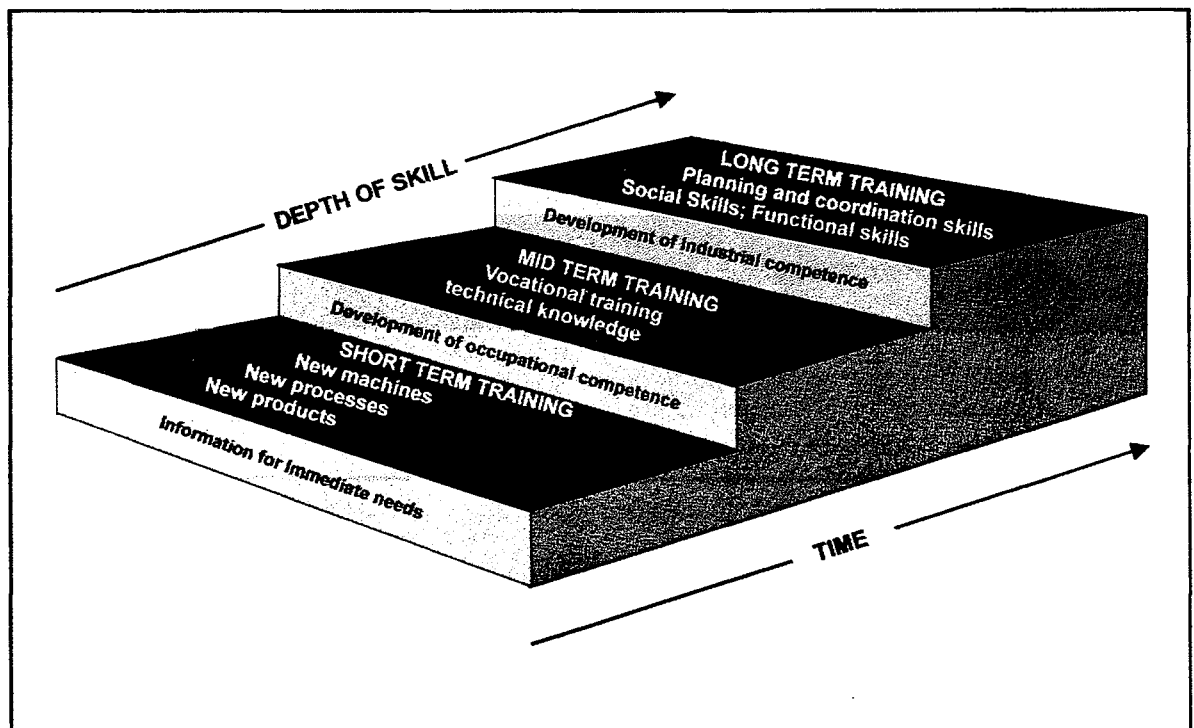 DEPTH OF SKILL
LONG TERM TRAINING
Planning and coordination skills
Social Skills; Functional skills
Development of industrial competence
MID TERM TRAINING
Vocational training
technical knowledge
Development of occupational competence
SHORT TERM TRAINING
New machines
New processes
New products
Information for Immediate needs
TIME